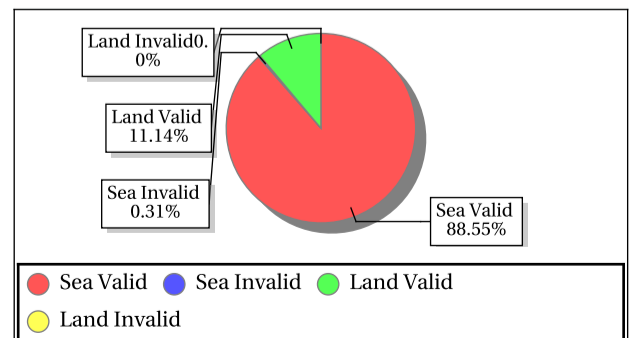 Land Invalid0.
0%
Land Valid
11.14%
Sea Invalid
0.31%
Sea Valid
88.55%
Sea Valid Sea Invalid Land Valid
Land Invalid